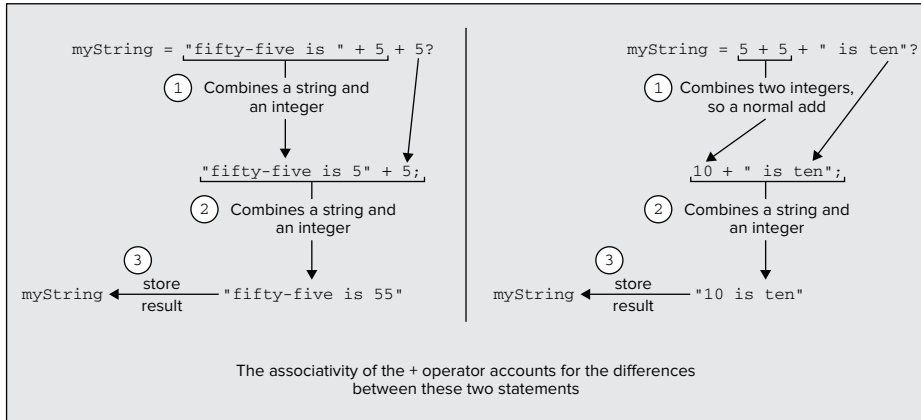 myString = "fifty-five is " + 5 + 5?
1
Combines a string and
an integer
"fifty-five is 5" + 5;
2
Combines a string and
an integer
3
store
result
myString
"fifty-five is 55"
myString = 5 + 5 + " is ten"?
1
Combines two integers,
so a normal add
10 + " is ten";
2
Combines a string and
an integer
3
store
result
myString
"10 is ten"
The associativity of the + operator accounts for the differences
between these two statements